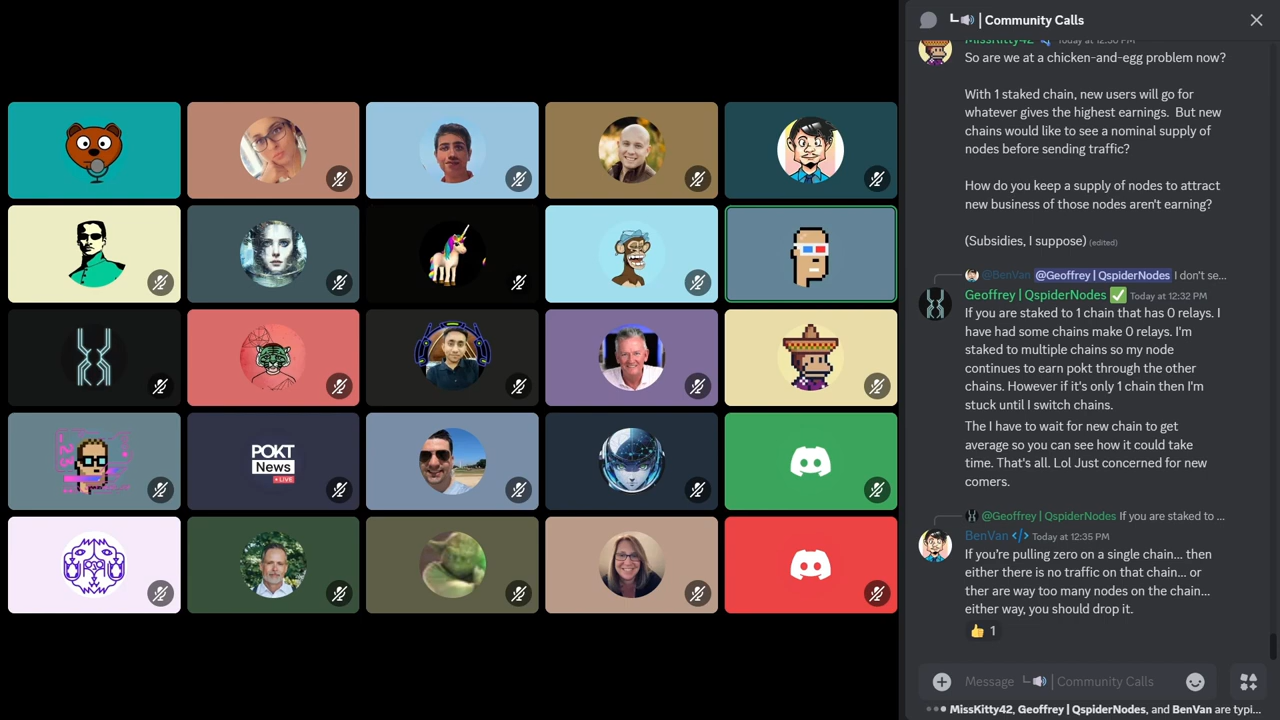 | Community Calls
MissKitty42 Today at 12:30 PM
So are we at a chicken-and-egg problem now?
With 1 staked chain, new users will go for
whatever gives the highest earnings. But new
chains would like to see a nominal supply of
nodes before sending traffic?
How do you keep a supply of nodes to attract
new business of those nodes aren't earning?
(Subsidies, I suppose) (edited)
@BenVan @Geoffrey | QspiderNodes I don't se...
Geoffrey | QspiderNodes Today at 12:32 PM
If you are staked to 1 chain that has 0 relays. I
have had some chains make 0 relays. I'm
staked to multiple chains so my node
continues to earn pokt through the other
chains. However if it's only 1 chain then I'm
stuck until I switch chains.
The I have to wait for new chain to get
average so you can see how it could take
time. That's all. Lol Just concerned for new
comers.
@Geoffrey | QspiderNodes If you are staked to ...
BenVan </> Today at 12:35 PM
If you're pulling zero on a single chain... then
either there is no traffic on that chain... or
ther are way too many nodes on the chain...
either way, you should drop it.
1
POKT
News
LIVE
Message | Community Calls
MissKitty42, Geoffrey | QspiderNodes, and BenVan are typi...